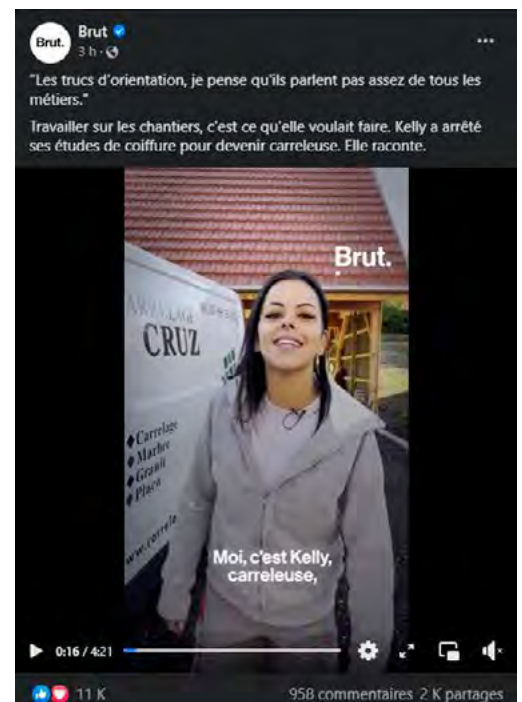 Brut.
Brut
3 h
"Les trucs d'orientation, je pense qu'ils parlent pas assez de tous les
métiers."
Travailler sur les chantiers, c'est ce qu'elle voulait faire. Kelly a arrêté
ses études de coiffure pour devenir carreleuse. Elle raconte.
Brut.
CRUZ
Carrelage
Marbre
Granit
Placo
www.
Moi, c'est Kelly,
carreleuse,
0:16 / 4:21
11 K
958 commentaires 2 K partages